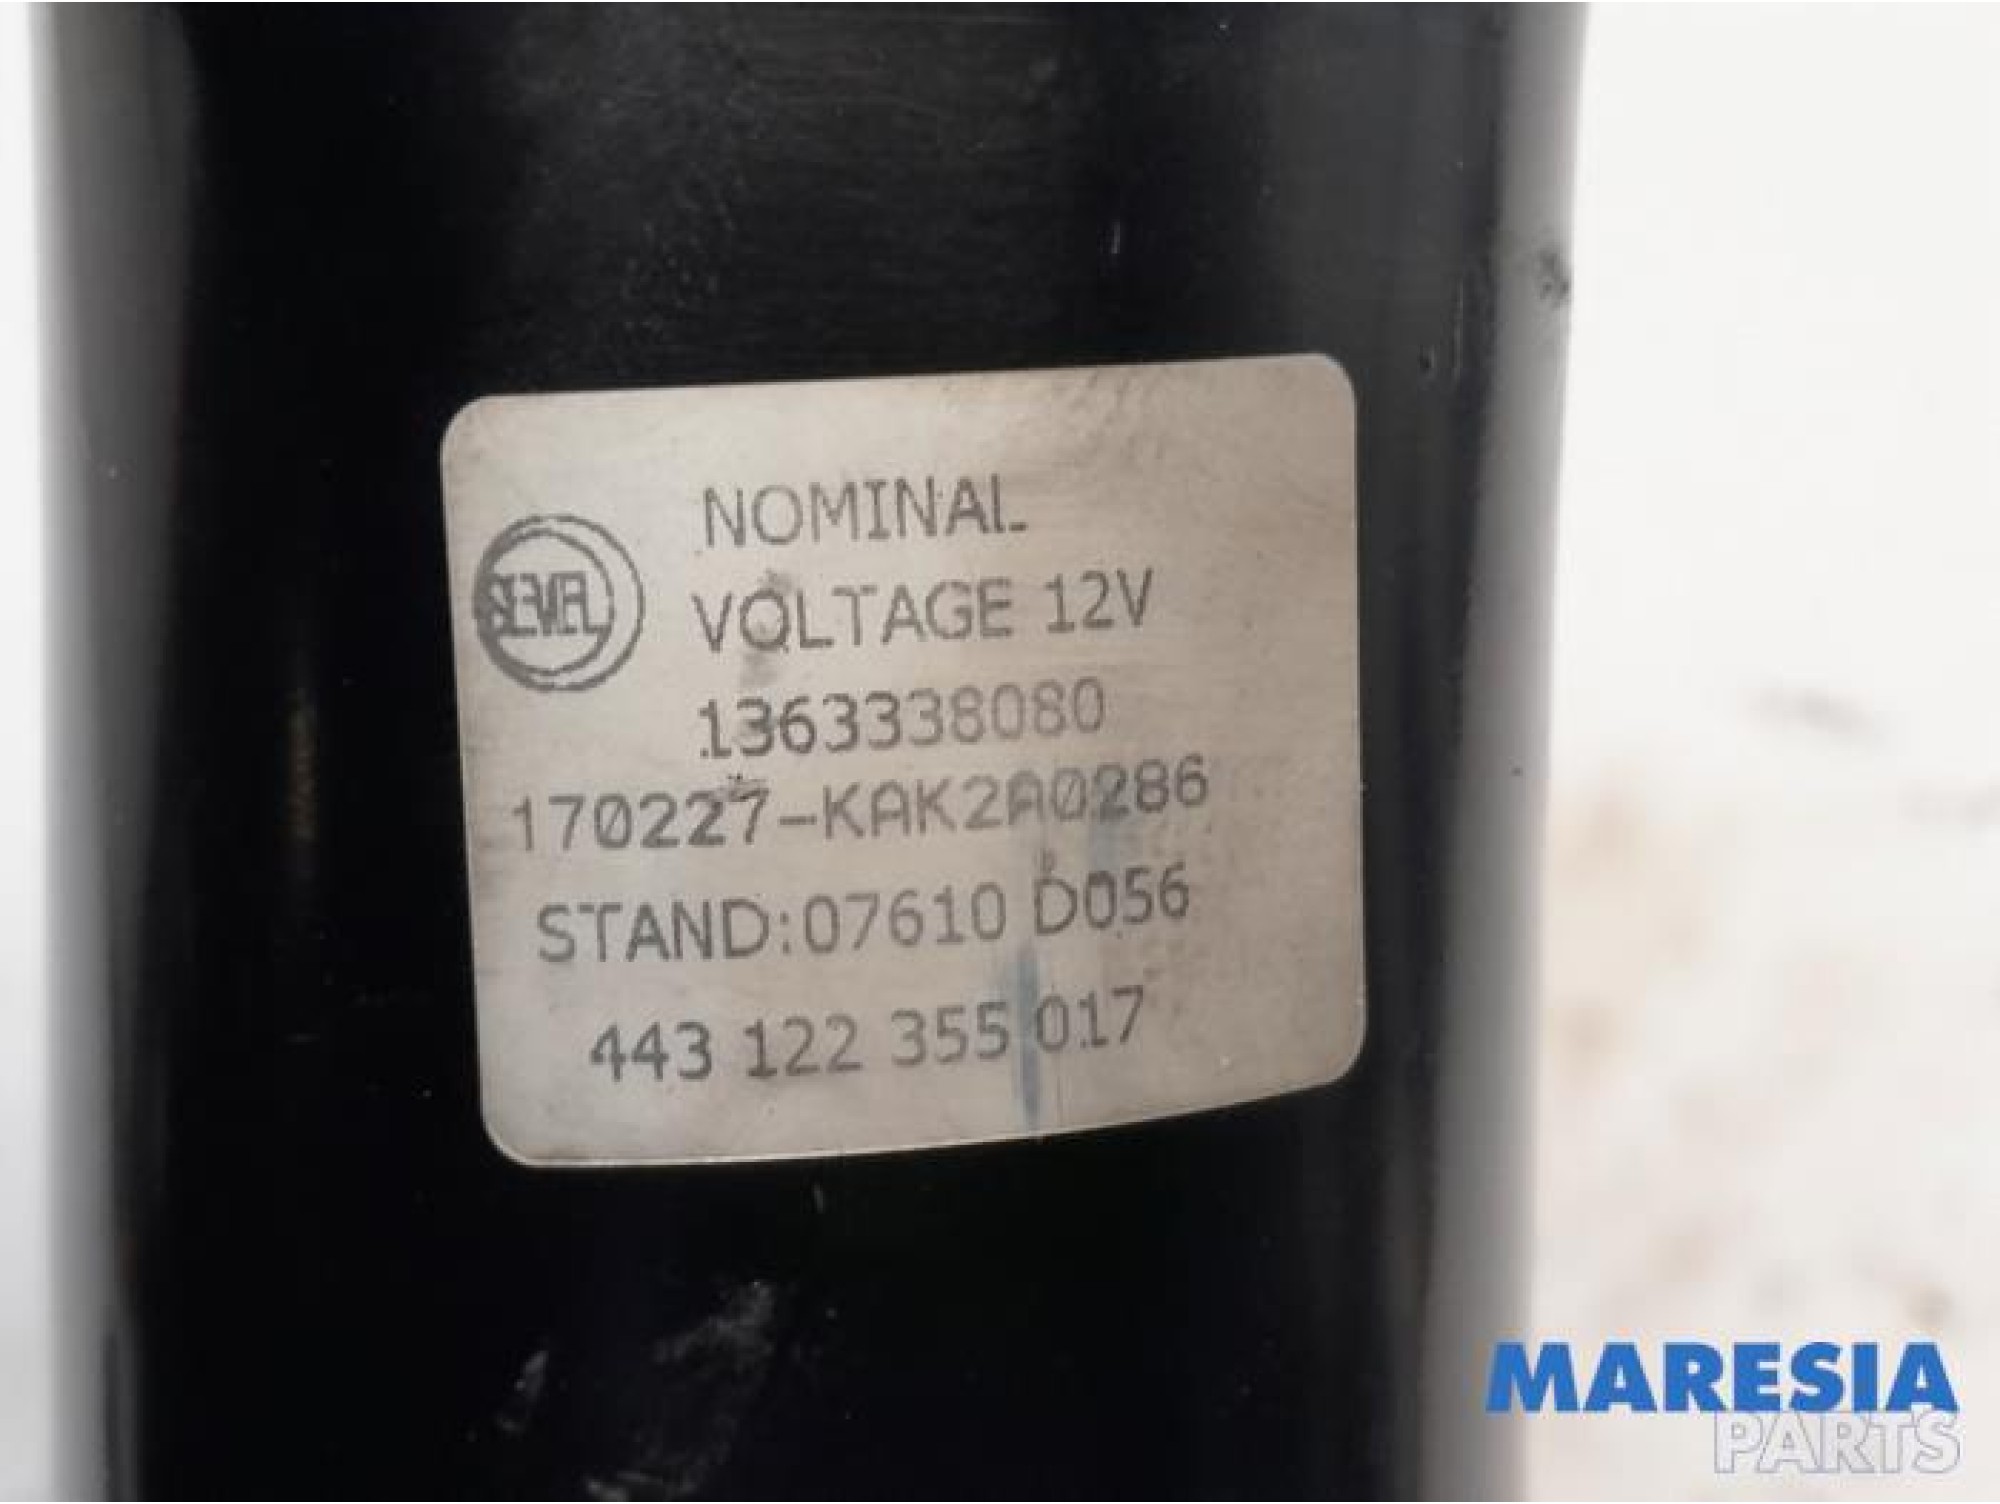 NOMINAL
SEVEL
VOLTAGE 12V
1363338080
170227-KAK2A0286
STAND:07610 D056
443 122 355 017
MARESIA
PARTS